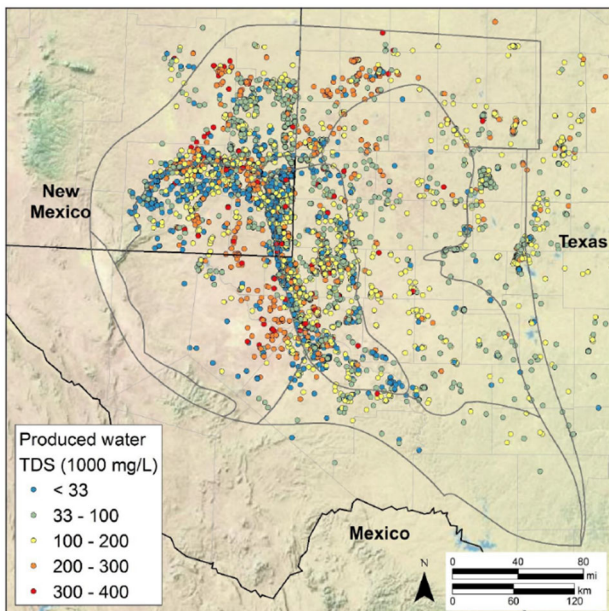 New
Mexico
Texas
Produced water
TDS (1000 mg/L)
< 33
33 - 100
100 - 200
200 - 300
300 - 400
Mexico
N
0 40 80
mi
km
0 60 120